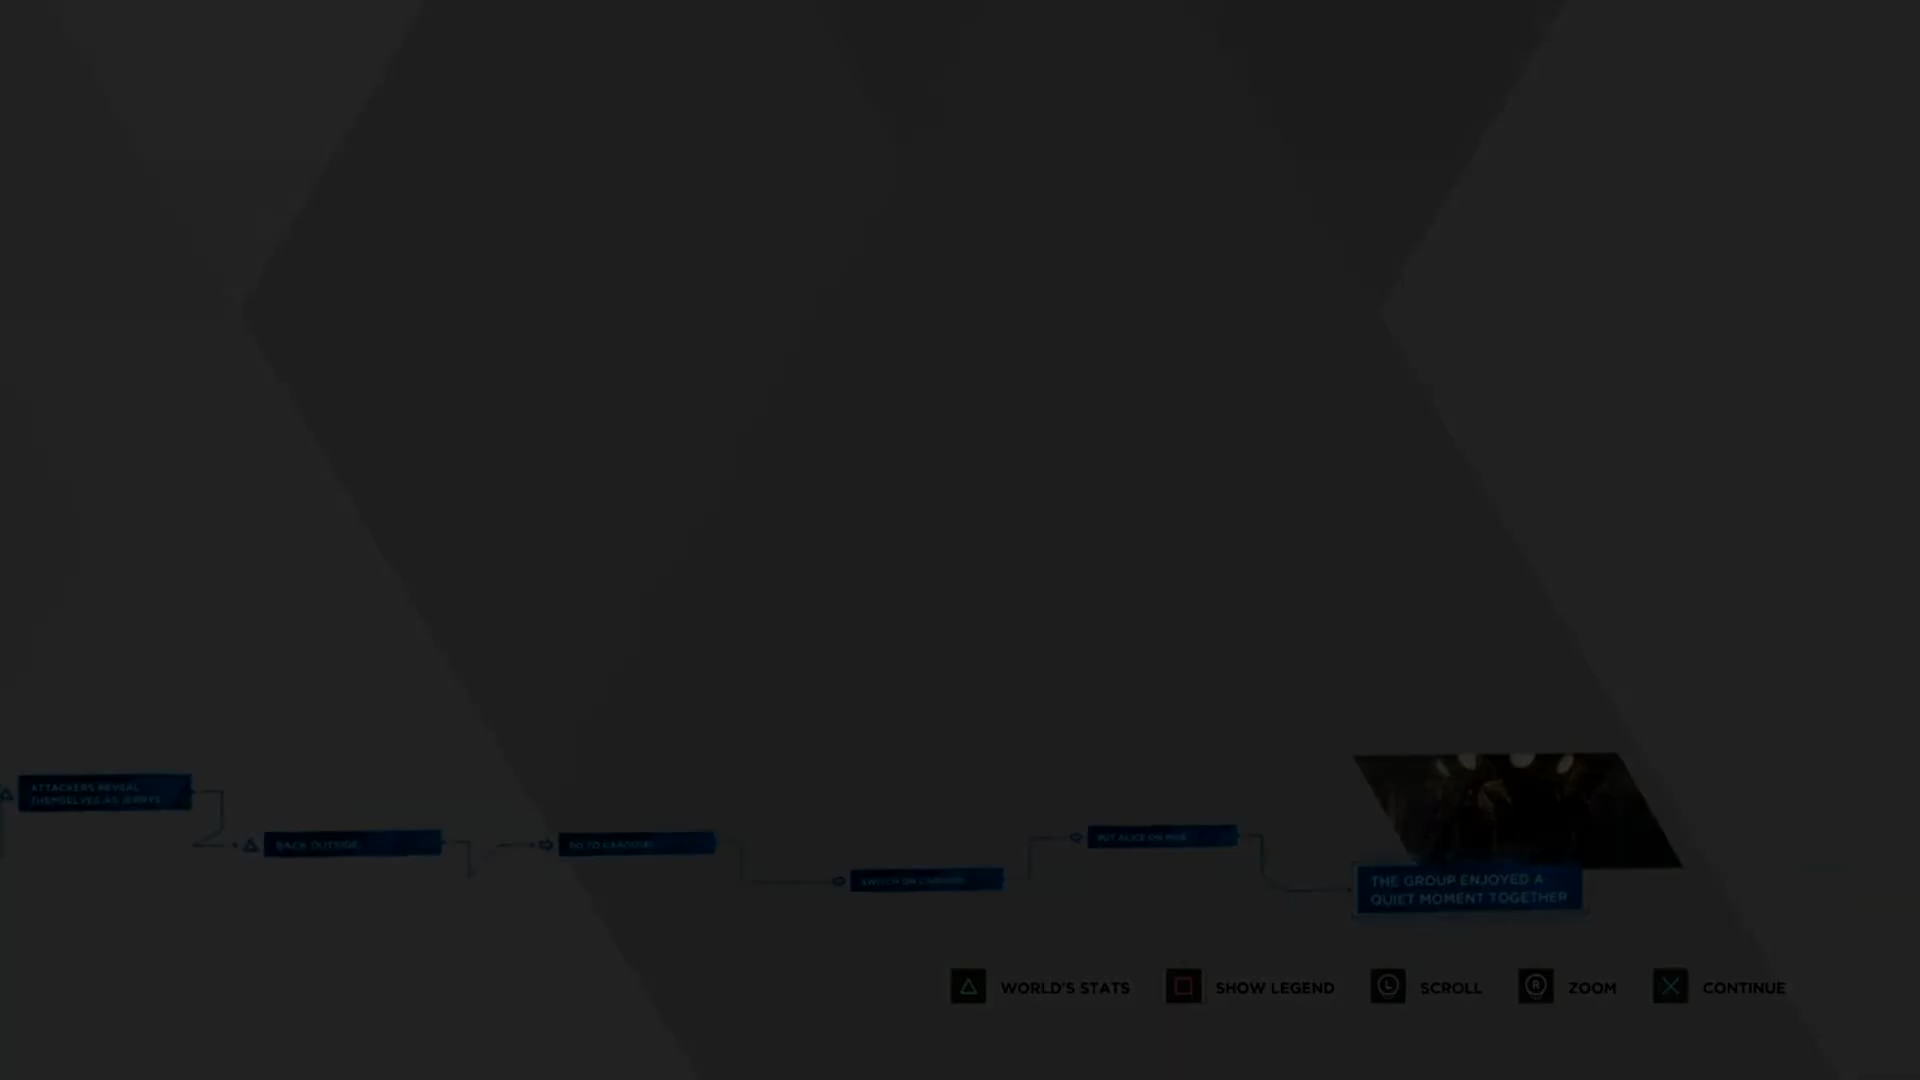 ATTACKERS REVEAL
THEMSELVES AS JERRYS
BACK OUTSIDE
GO TO CAROUSEL
SWITCH ON CAROUSEL
PUT ALICE ON RIDE
THE GROUP ENJOYED A
QUIET MOMENT TOGETHER
WORLD'S STATS
SHOW LEGEND
L
SCROLL
R
ZOOM
CONTINUE